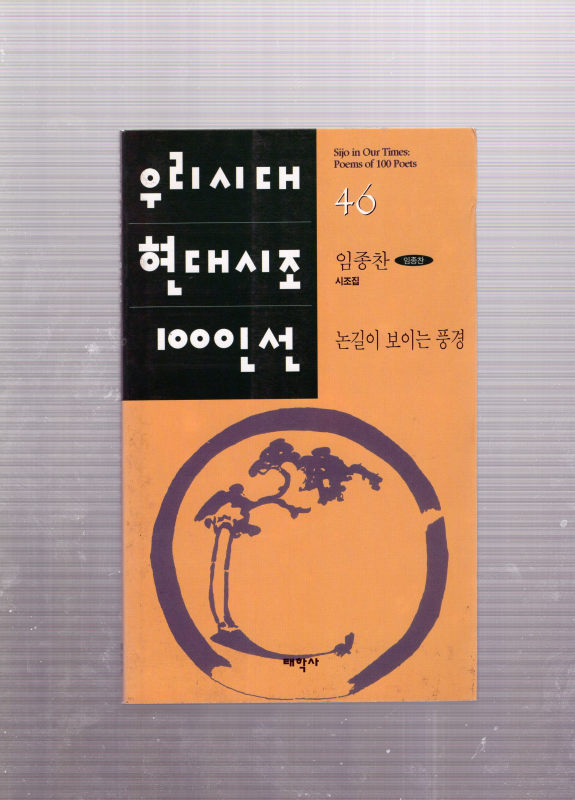 우리시대
현대시조
100인선
Sijo in Our Times:
Poems of 100 Poets
46
임종찬 임종찬
시조집
논길이 보이는 풍경
태학사